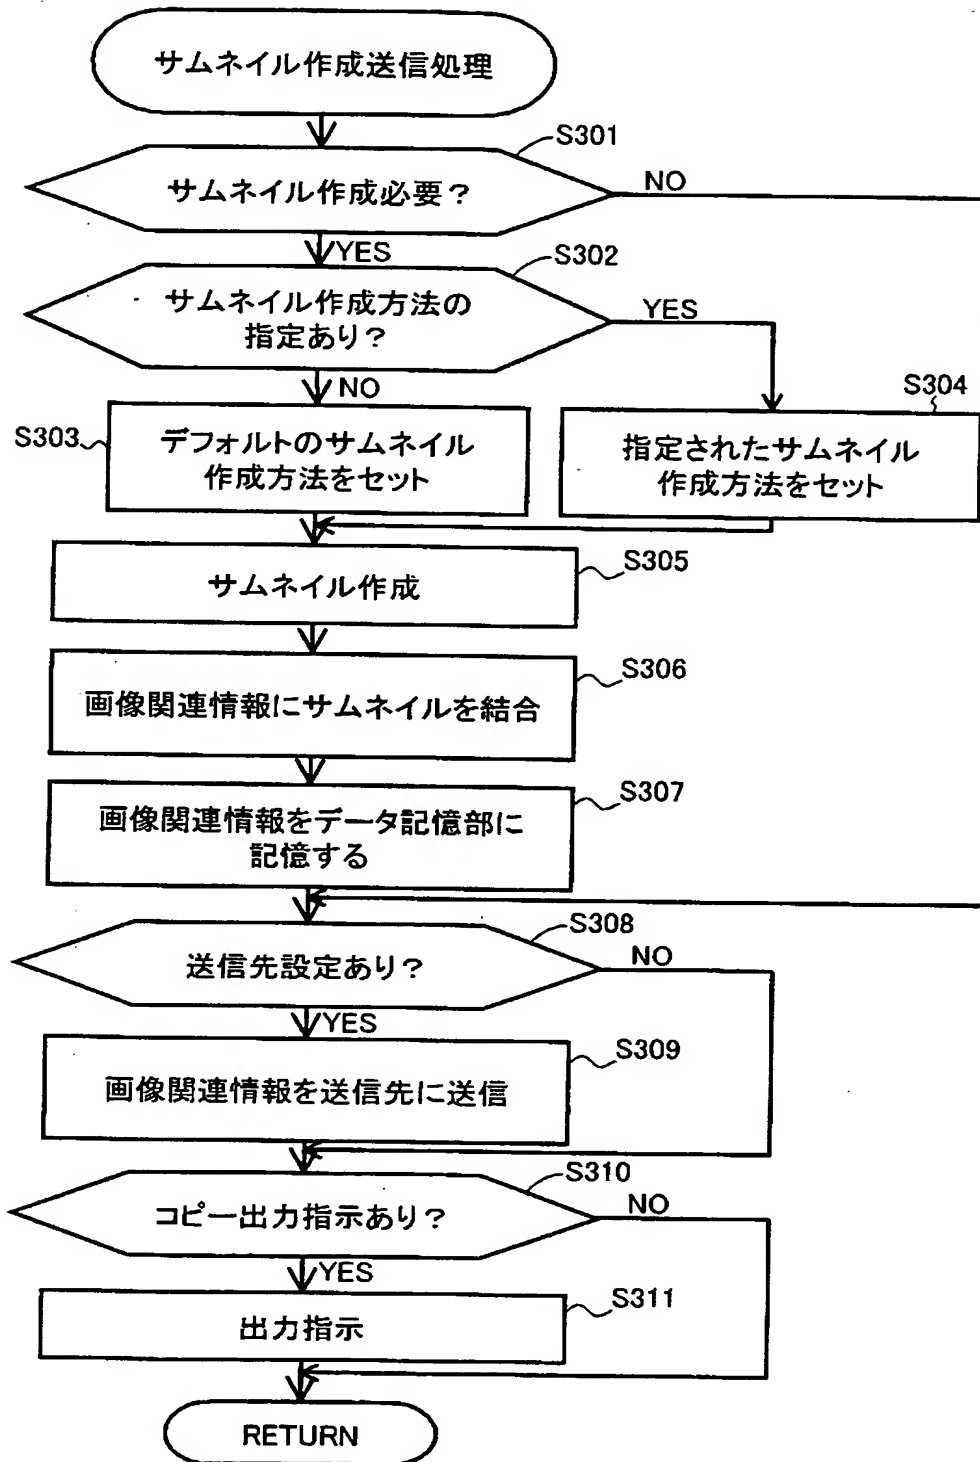 サムネイル作成送信処理
S301
サムネイル作成必要？
NO
YES
S302
サムネイル作成方法の
指定あり？
YES
NO
S303
デフォルトのサムネイル
作成方法をセット
S304
指定されたサムネイル
作成方法をセット
S305
サムネイル作成
S306
画像関連情報にサムネイルを結合
S307
画像関連情報をデータ記憶部に
記憶する
S308
送信先設定あり？
NO
YES
S309
画像関連情報を送信先に送信
S310
コピー出力指示あり？
NO
YES
S311
出力指示
RETURN